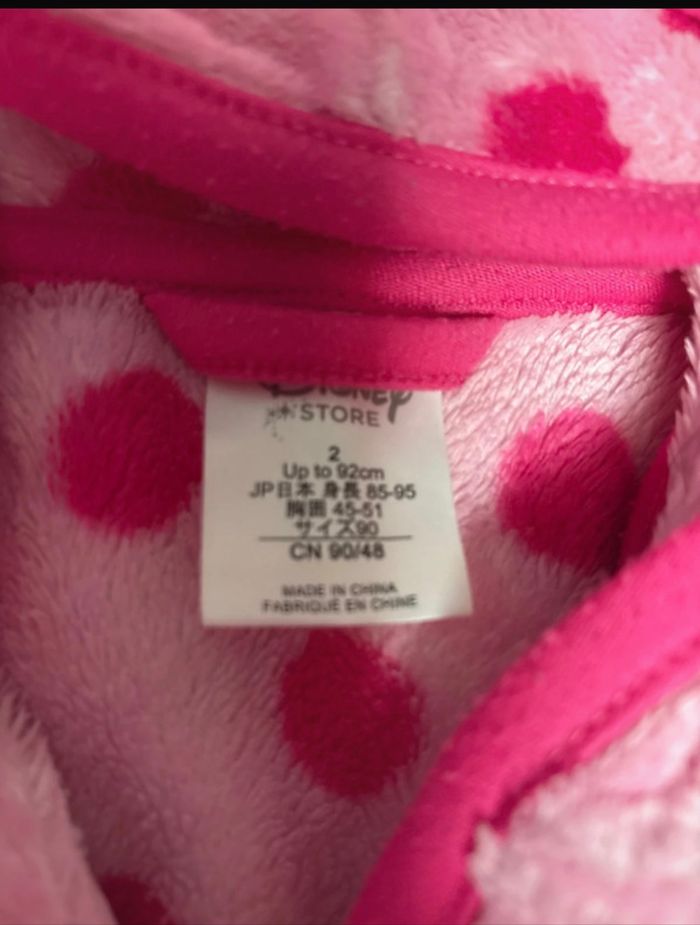 DISNEY
STORE
2
Up to 92cm
JP日本 身長 85-95
胸囲 45-51
サイズ90
CN 90/48
MADE IN CHINA
FABRIQUÉ EN CHINE